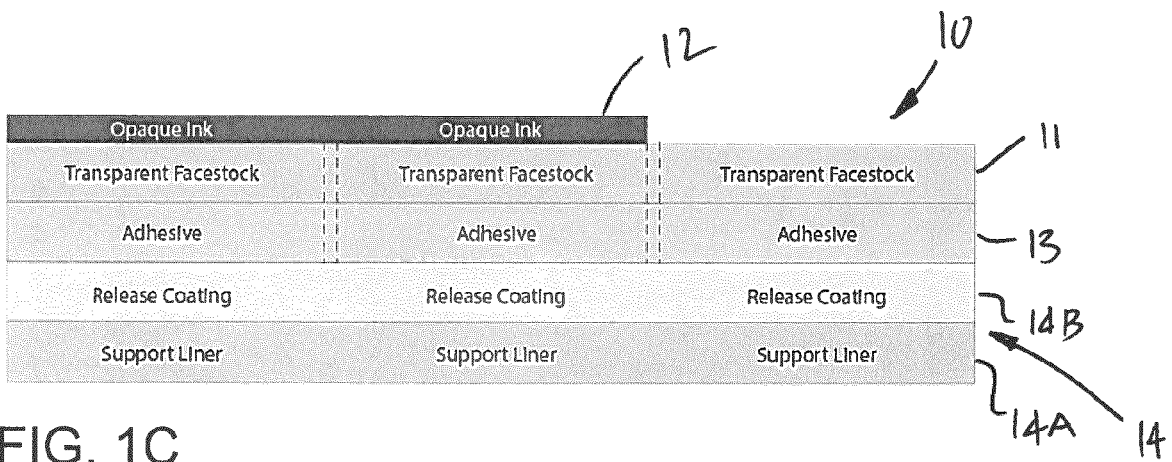 10
12
Opaque Ink Opaque Ink
11
Transparent Facestock Transparent Facestock Transparent Facestock
Adhesive Adhesive Adhesive
13
Release Coating Release Coating Release Coating
14B
Support Liner Support Liner Support Liner
14A
14
FIG. 1C